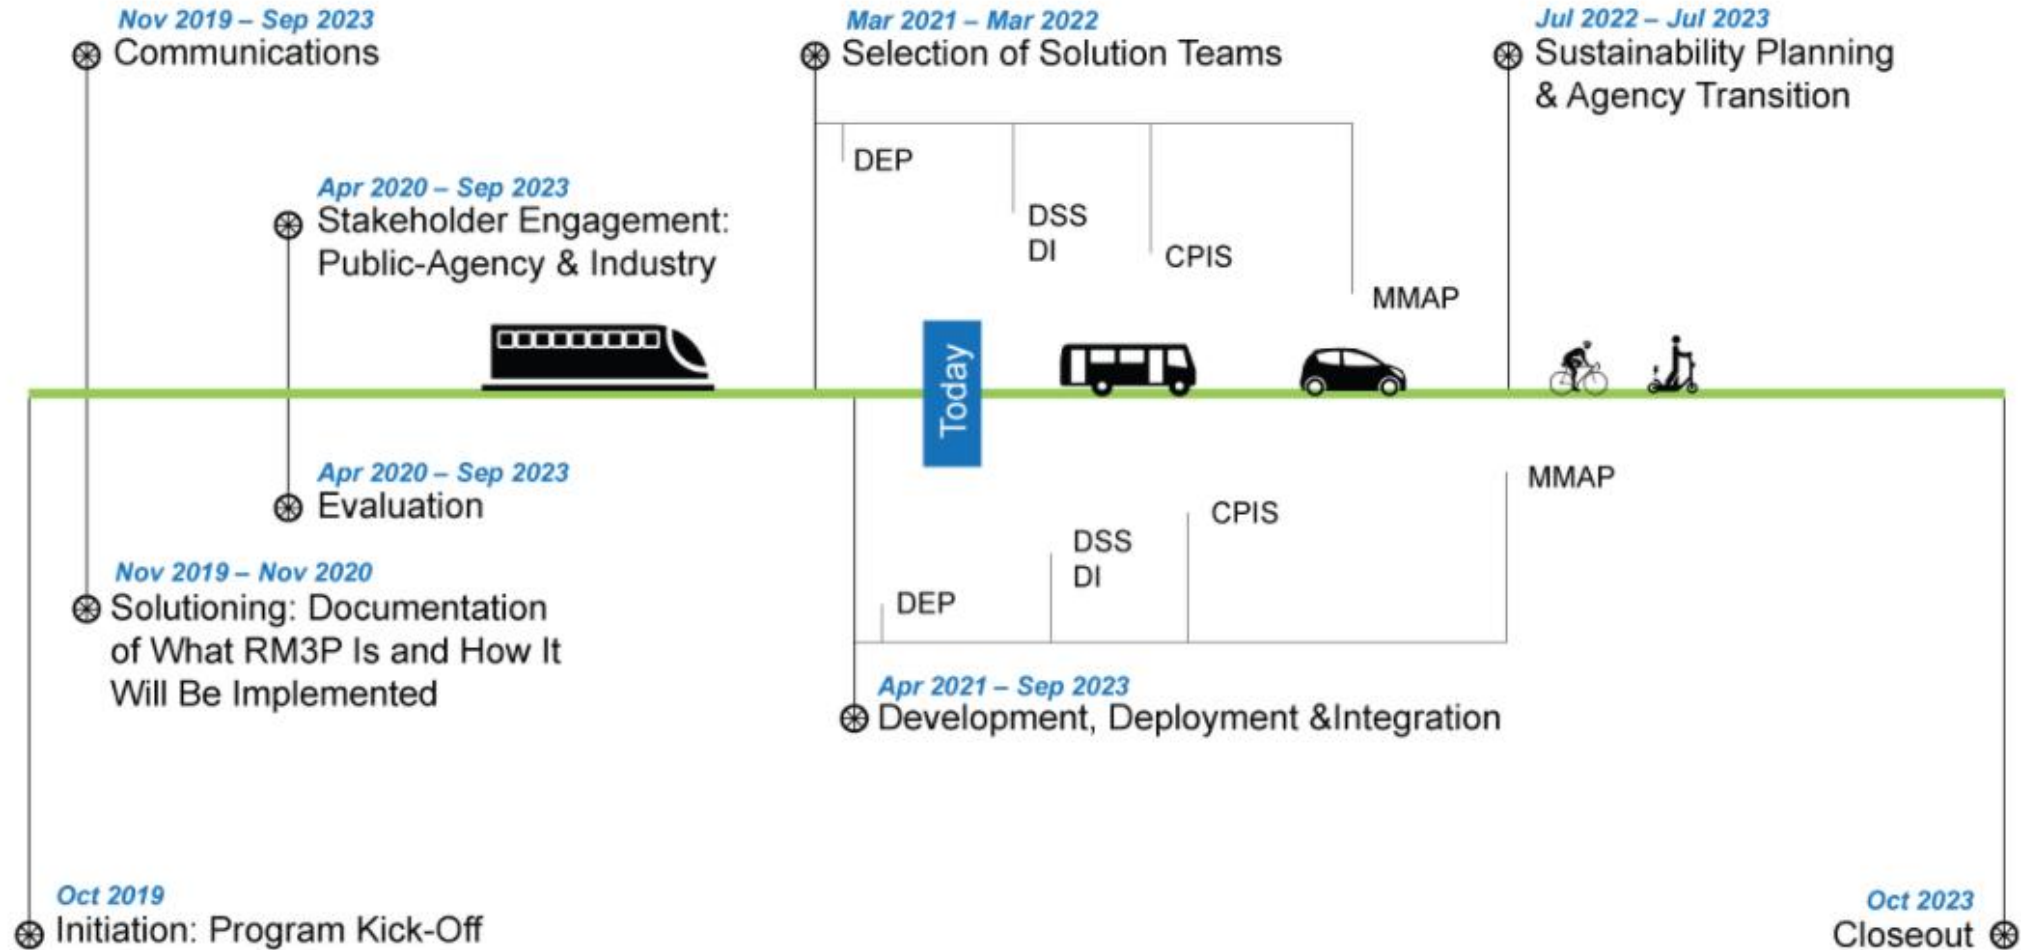 Nov 2019 – Sep 2023
Communications
Mar 2021 – Mar 2022
Selection of Solution Teams
Jul 2022 – Jul 2023
Sustainability Planning
& Agency Transition
DEP
DSS
DI
CPIS
MMAP
Apr 2020 – Sep 2023
Stakeholder Engagement:
Public-Agency & Industry
Today
Apr 2020 – Sep 2023
Evaluation
Nov 2019 – Nov 2020
Solutioning: Documentation
of What RM3P Is and How It
Will Be Implemented
MMAP
CPIS
DSS
DI
DEP
Apr 2021 – Sep 2023
Development, Deployment &Integration
Oct 2019
Initiation: Program Kick-Off
Oct 2023
Closeout